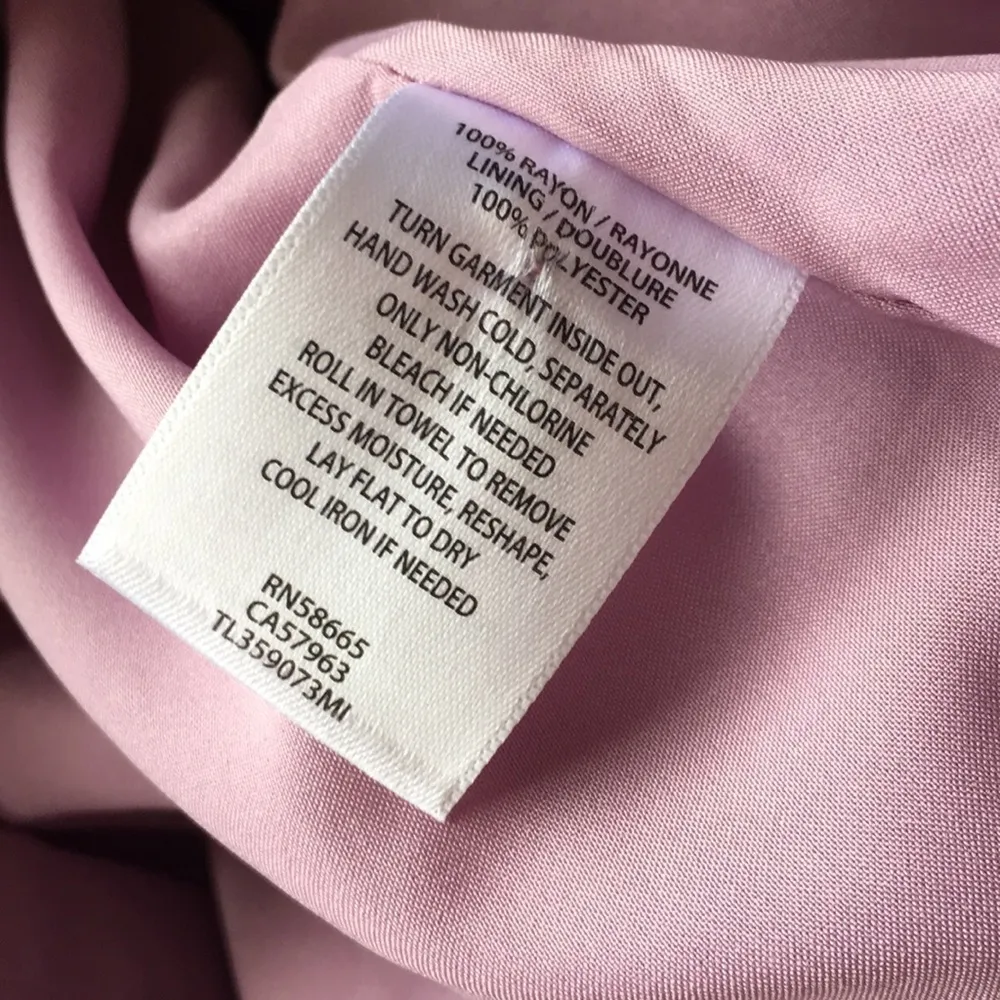 100% RAYON / RAYONNE
LINING / DOUBLURE
100% POLYESTER
TURN GARMENT INSIDE OUT,
HAND WASH COLD, SEPARATELY
ONLY NON-CHLORINE
BLEACH IF NEEDED
ROLL IN TOWEL TO REMOVE
EXCESS MOISTURE, RESHAPE,
LAY FLAT TO DRY
COOL IRON IF NEEDED
RN58665
CA57963
TL359073MI